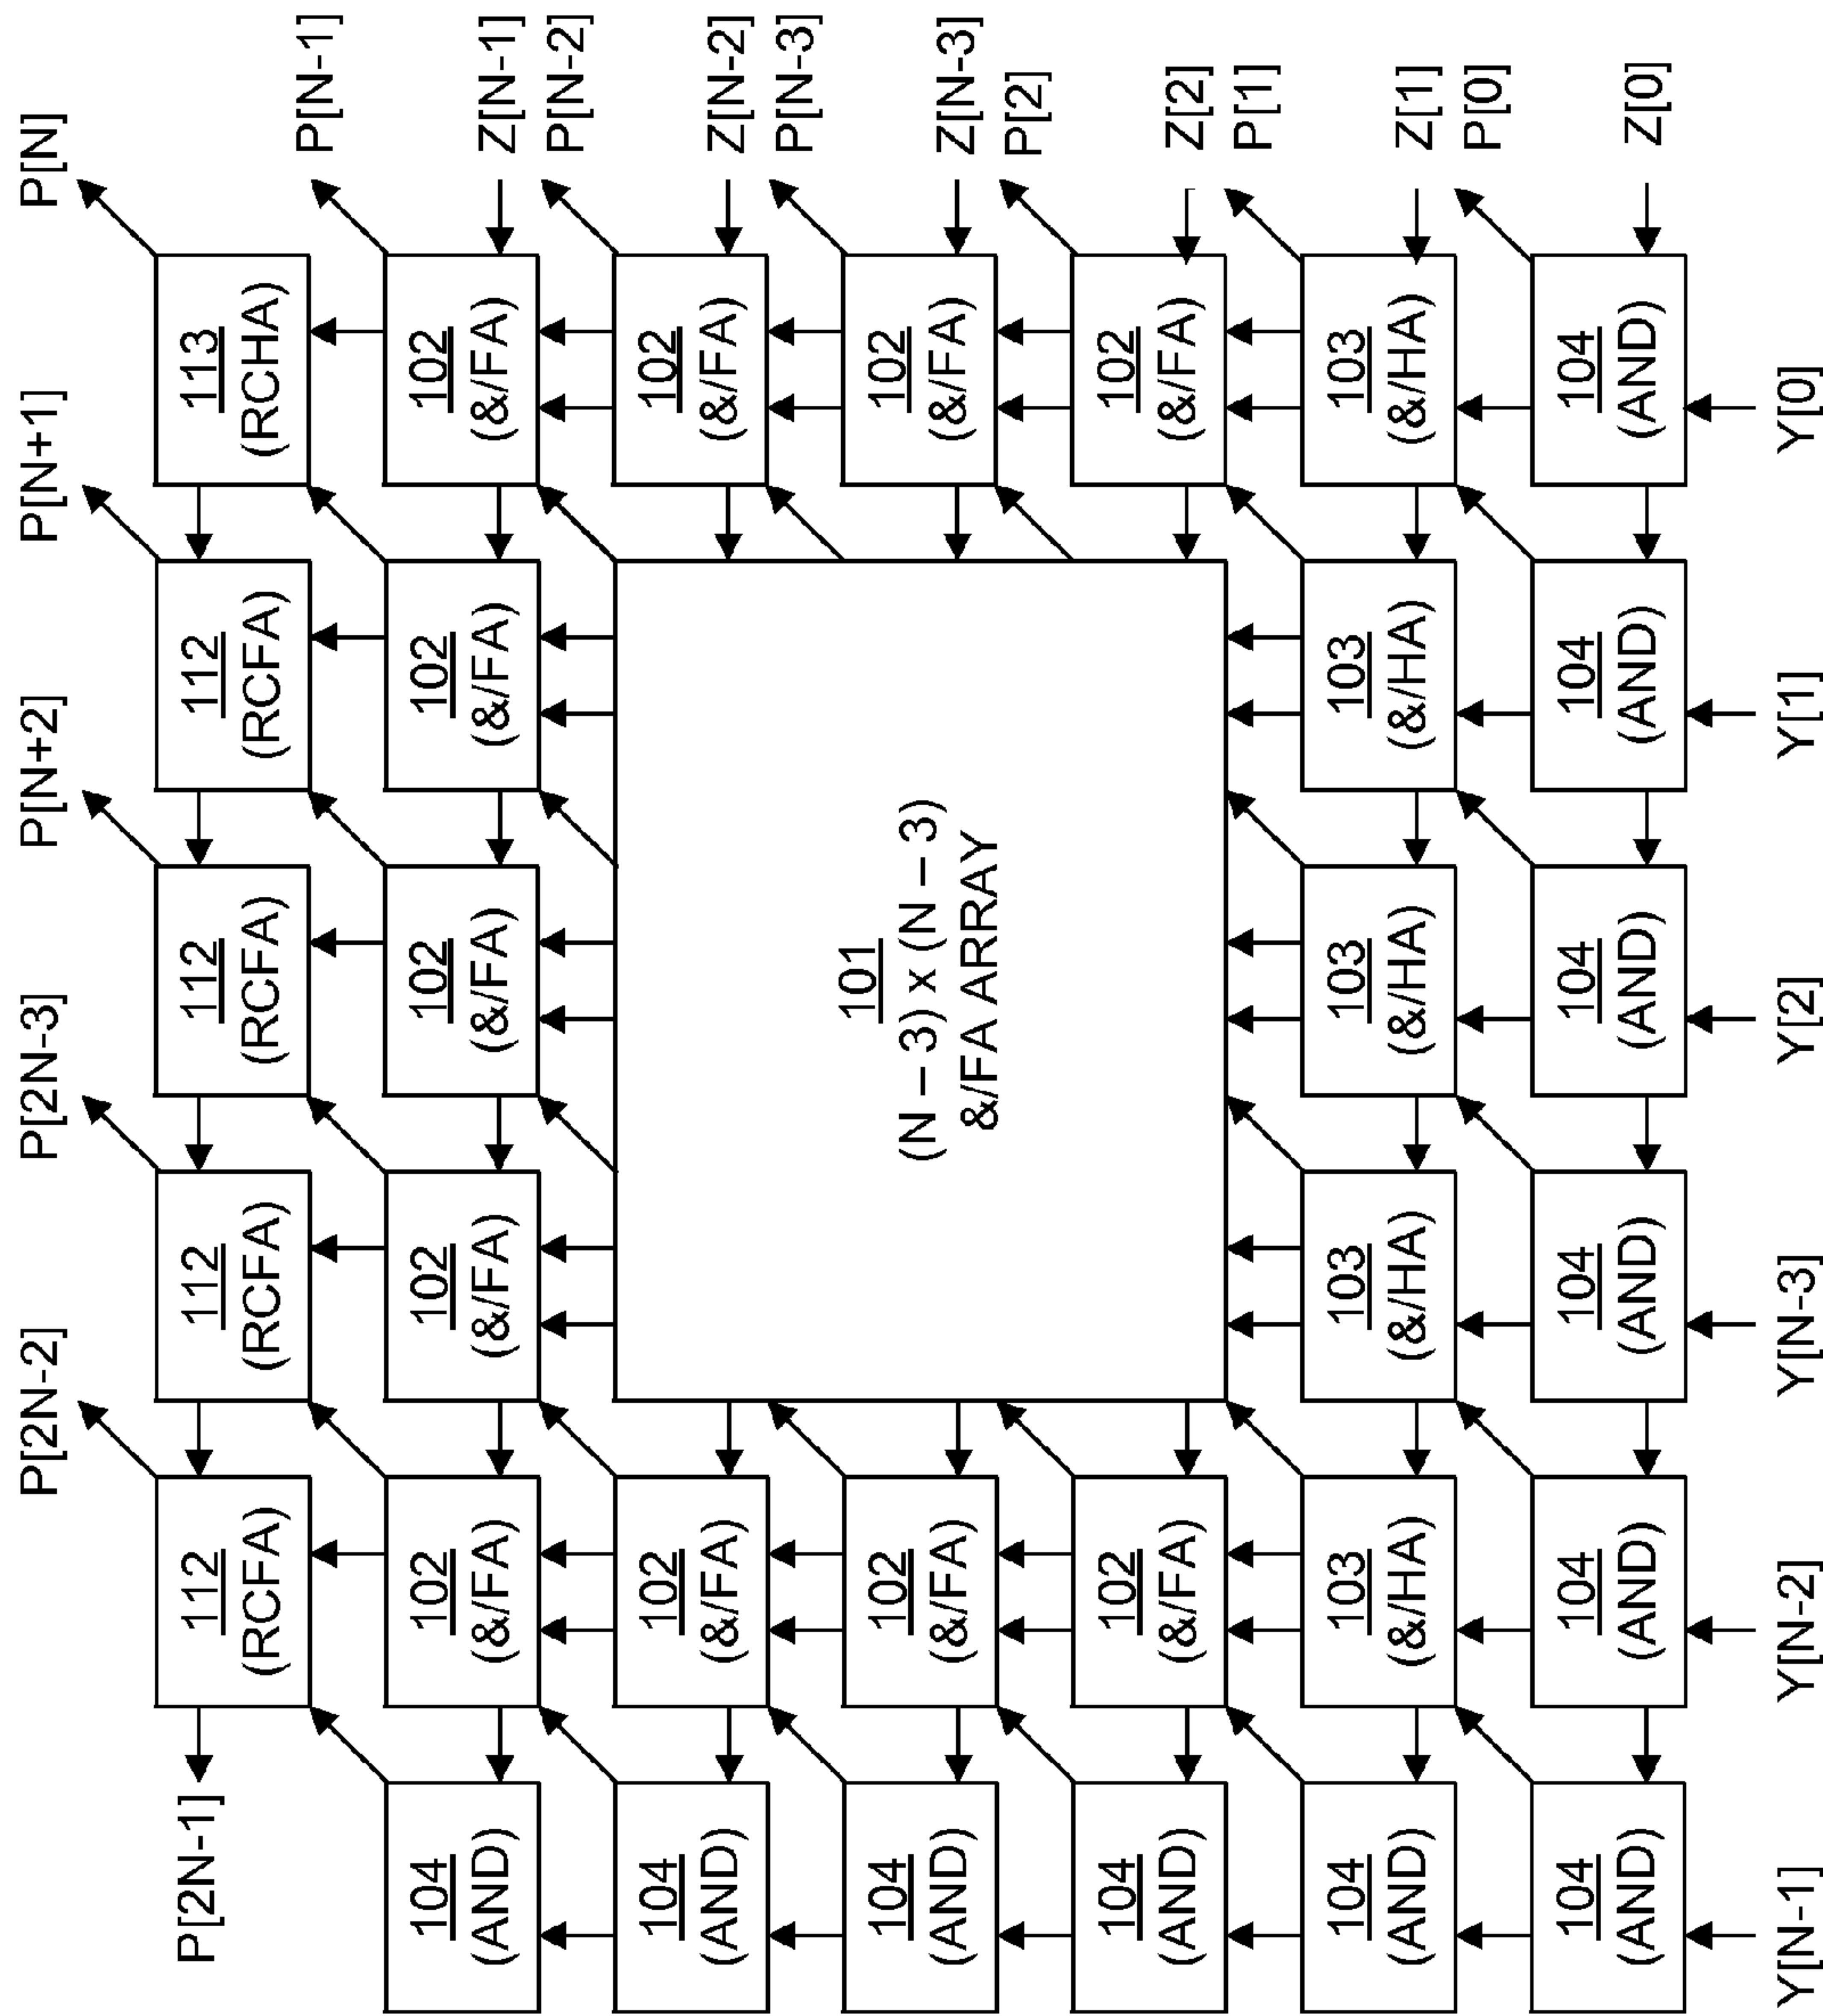 P[2N-2]
P[2N-3]
P[N+2]
P[N+1]
P[N]
P[2N-1]
112
(RCFA)
112
(RCFA)
112
(RCFA)
112
(RCFA)
113
(RCHA)
P[N-1]
104
(AND)
102
(&/FA)
102
(&/FA)
102
(&/FA)
102
(&/FA)
102
(&/FA)
Z[N-1]
P[N-2]
104
(AND)
102
(&/FA)
102
(&/FA)
Z[N-2]
P[N-3]
104
(AND)
102
(&/FA)
101
(N – 3) x (N – 3)
&/FA ARRAY
102
(&/FA)
Z[N-3]
P[2]
104
(AND)
102
(&/FA)
102
(&/FA)
Z[2]
P[1]
104
(AND)
103
(&/HA)
103
(&/HA)
103
(&/HA)
103
(&/HA)
103
(&/HA)
Z[1]
P[0]
104
(AND)
104
(AND)
104
(AND)
104
(AND)
104
(AND)
104
(AND)
Z[0]
Y[N-1]
Y[N-2]
Y[N-3]
Y[2]
Y[1]
Y[0]